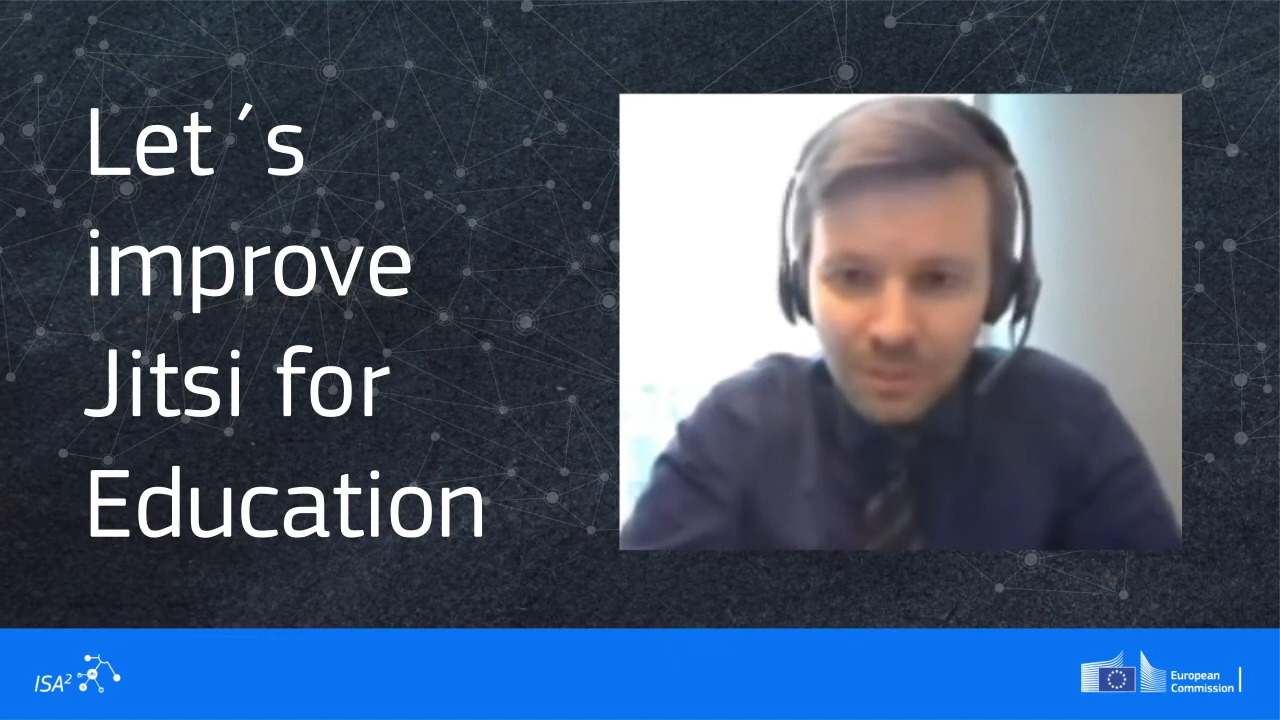 Let´s
improve
Jitsi for
Education
ISA²
European
Commission